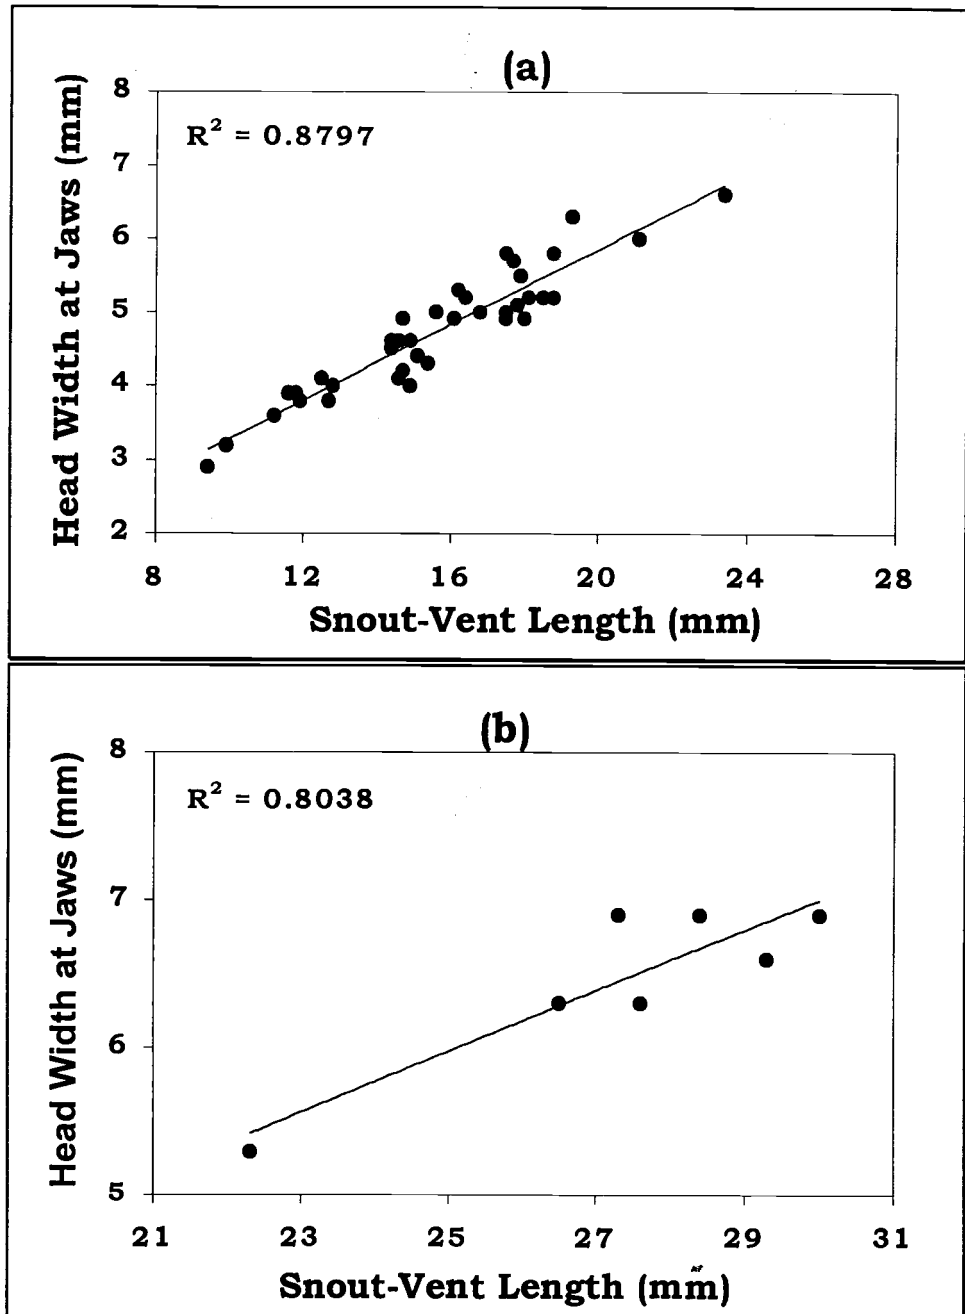 (a)
Head Width at Jaws (mm)
R² = 0.8797
8
7
6
5
4
3
2
8 12 16 20 24 28
Snout-Vent Length (mm)
(b)
Head Width at Jaws (mm)
R² = 0.8038
8
7
6
5
21 23 25 27 29 31
Snout-Vent Length (mm)